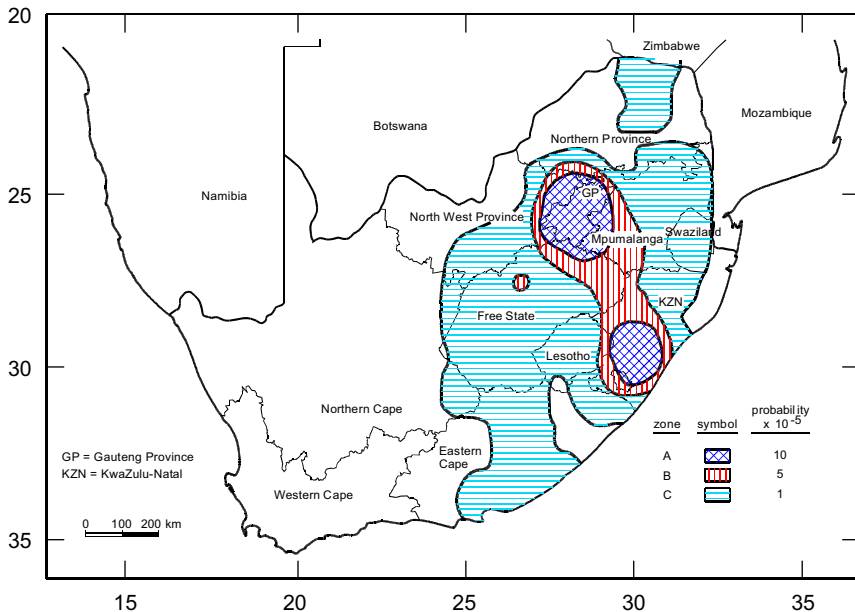 20
Zimbabwe
Mozambique
Botswana
Northern Province
25
Namibia
GP
North West Province
Mpumalanga
Swaziland
KZN
Free State
Lesotho
30
Northern Cape
Eastern
Cape
Western Cape
GP = Gauteng Province
KZN = KwaZulu-Natal
0 100 200 km
zone symbol probability
x 10 -5
A 10
B 5
C 1
35
15 20 25 30 35